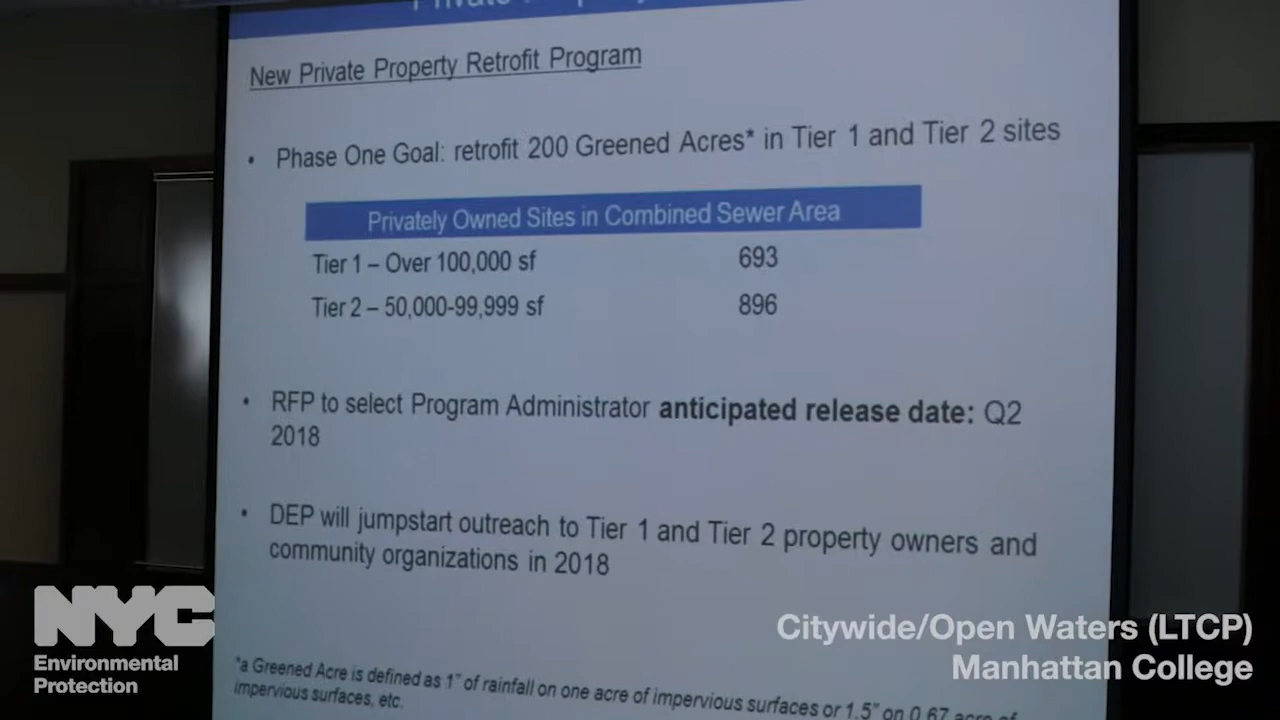 New Private Property Retrofit Program
• Phase One Goal: retrofit 200 Greened Acres* in Tier 1 and Tier 2 sites
Privately Owned Sites in Combined Sewer Area
Tier 1 – Over 100,000 sf 693
Tier 2 – 50,000-99,999 sf 896
• RFP to select Program Administrator anticipated release date: Q2
2018
• DEP will jumpstart outreach to Tier 1 and Tier 2 property owners and
community organizations in 2018
*a Greened Acre is defined as 1" of rainfall on one acre of impervious surfaces or 1.5" on 0.67 acre of
impervious surfaces, etc.
NYC
Environmental
Protection
Citywide/Open Waters (LTCP)
Manhattan College